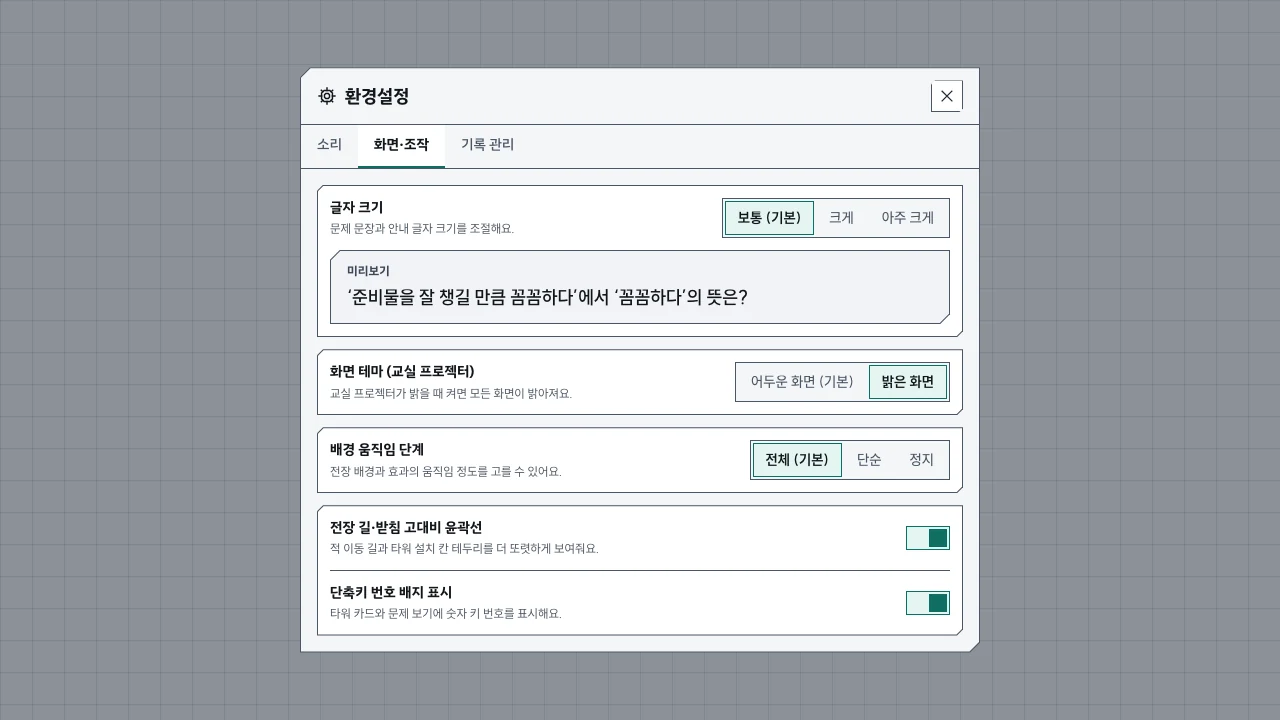 환경설정
소리
화면·조작
기록 관리
글자 크기
문제 문장과 안내 글자 크기를 조절해요.
보통 (기본)
크게
아주 크게
미리보기
‘준비물을 잘 챙길 만큼 꼼꼼하다’에서 ‘꼼꼼하다’의 뜻은?
화면 테마 (교실 프로젝터)
교실 프로젝터가 밝을 때 켜면 모든 화면이 밝아져요.
어두운 화면 (기본)
밝은 화면
배경 움직임 단계
전장 배경과 효과의 움직임 정도를 고를 수 있어요.
전체 (기본)
단순
정지
전장 길·받침 고대비 윤곽선
적 이동 길과 타워 설치 칸 테두리를 더 또렷하게 보여줘요.
단축키 번호 배지 표시
타워 카드와 문제 보기에 숫자 키 번호를 표시해요.